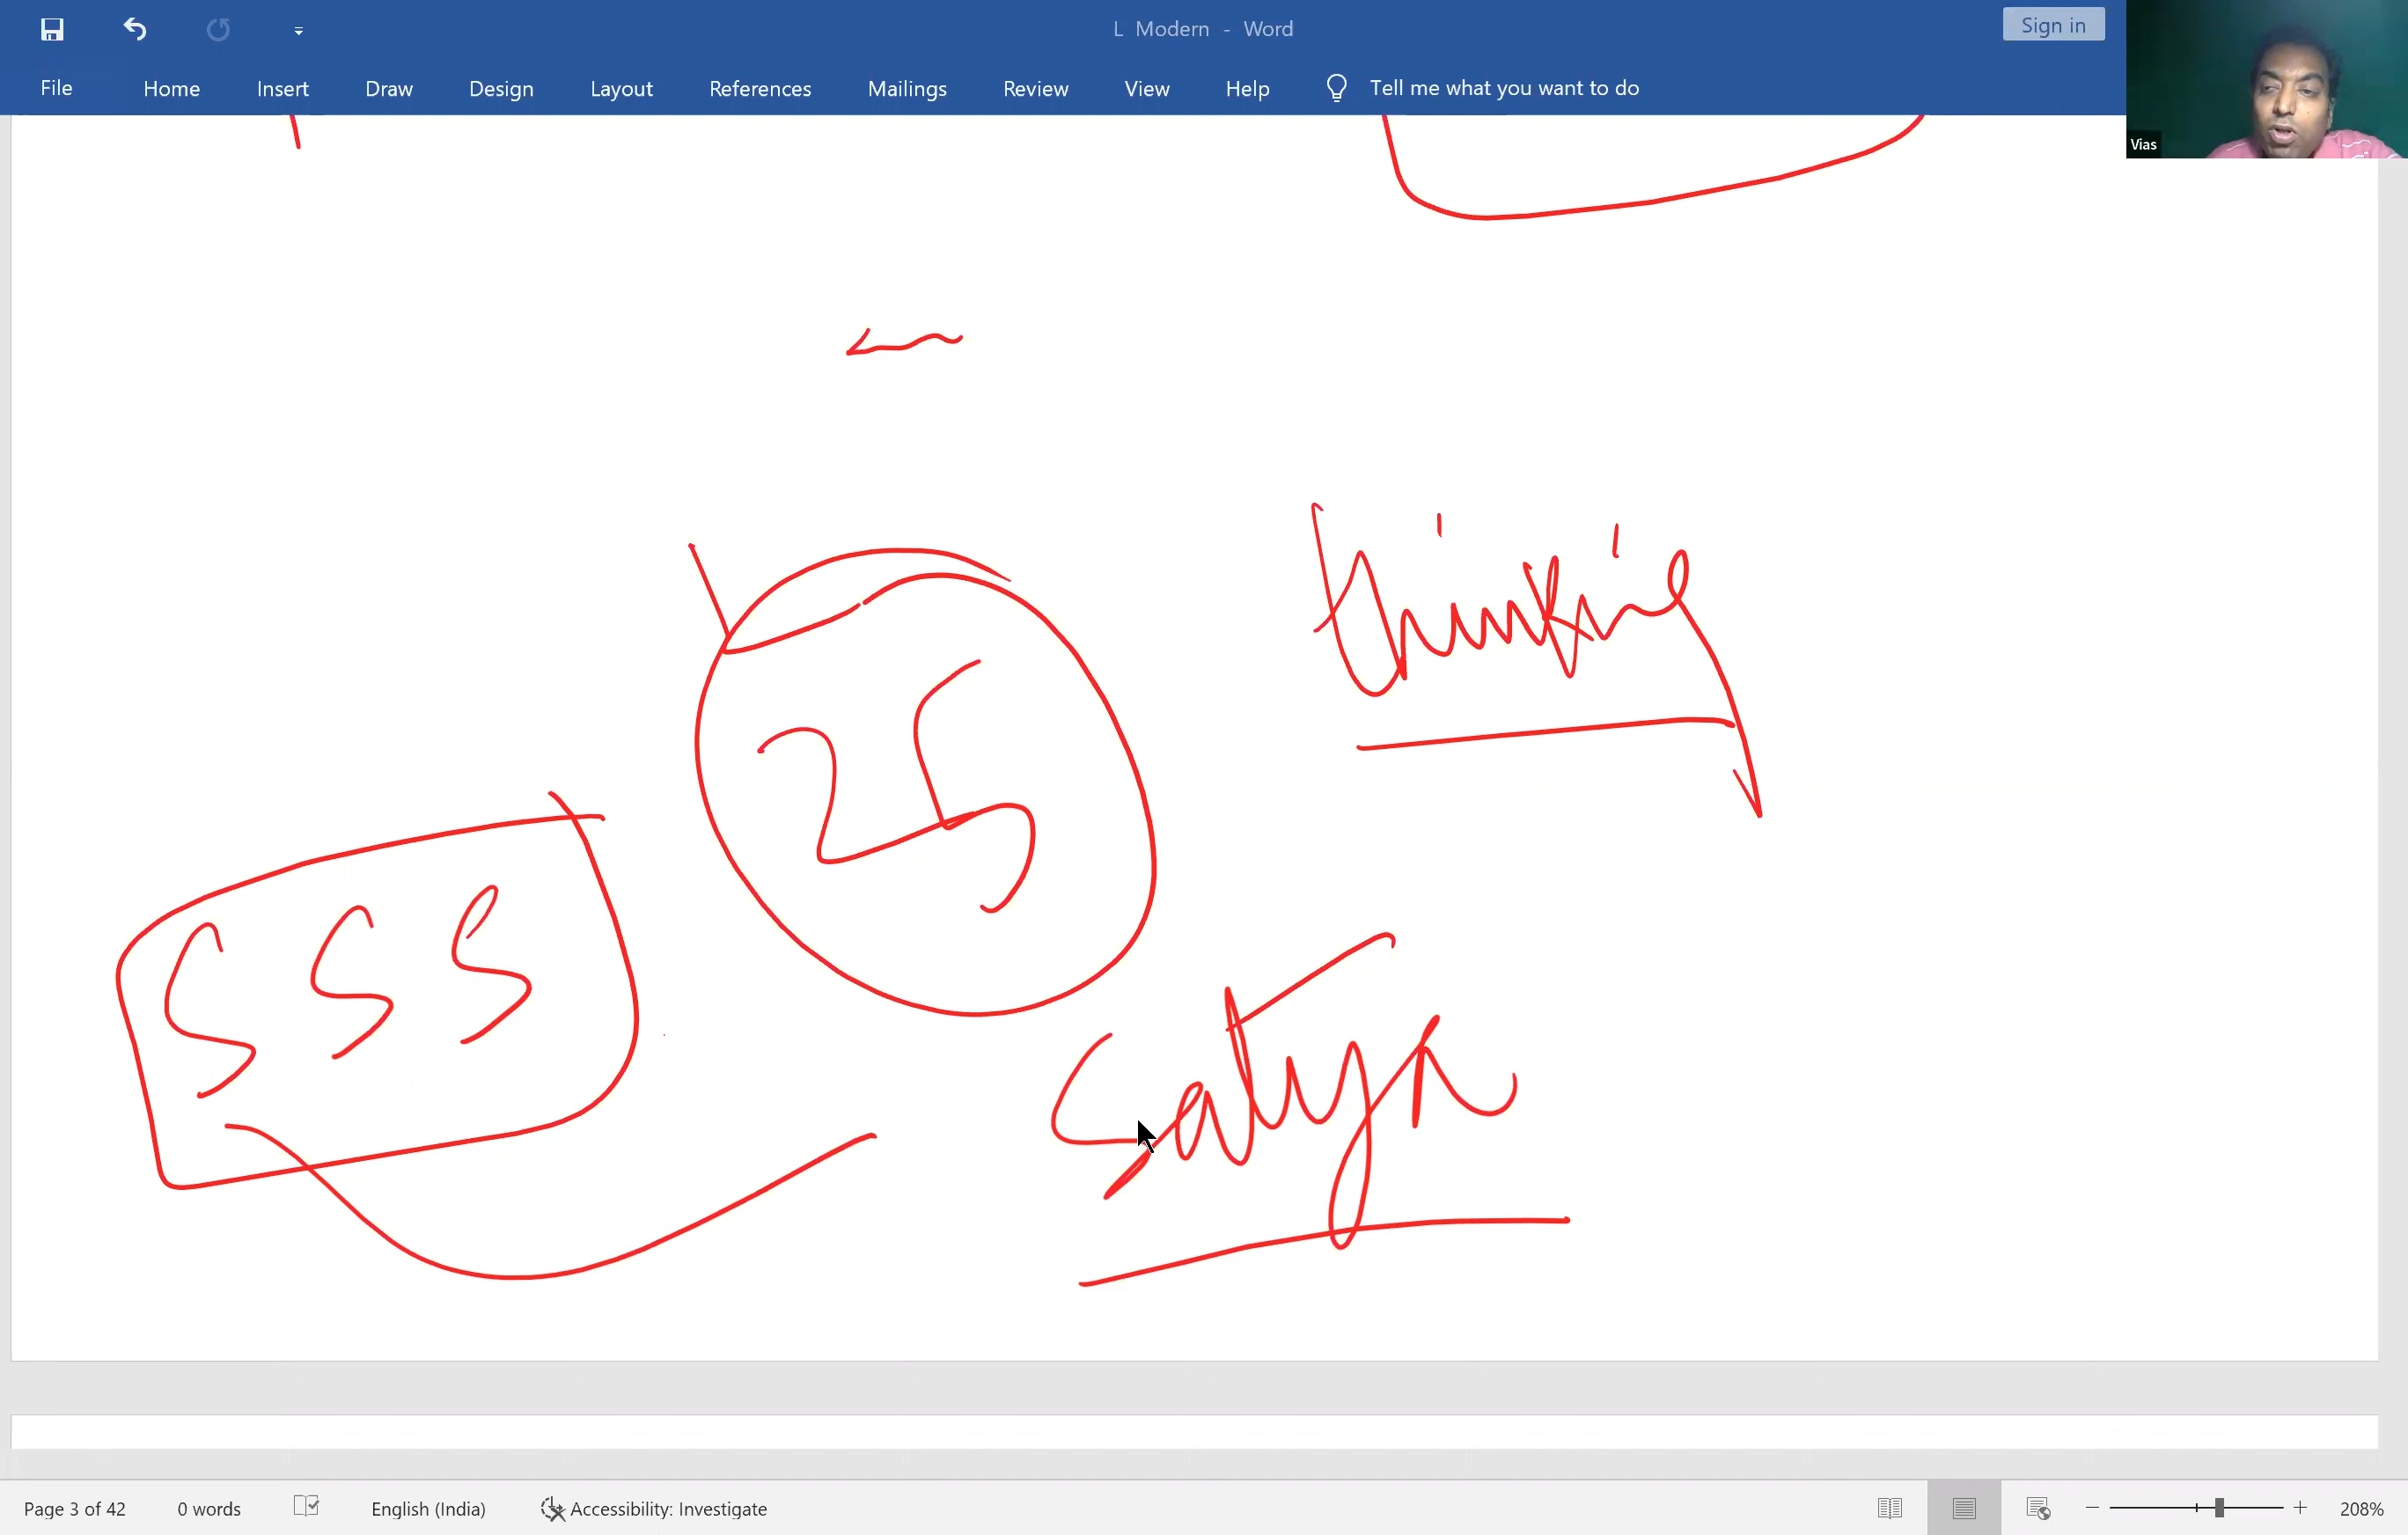 L Modern - Word
Sign in
File Home Insert Draw Design Layout References Mailings Review View Help Tell me what you want to do
Vias
thinking
25
SSS
Satya
Page 3 of 42 0 words English (India) Accessibility: Investigate 208%